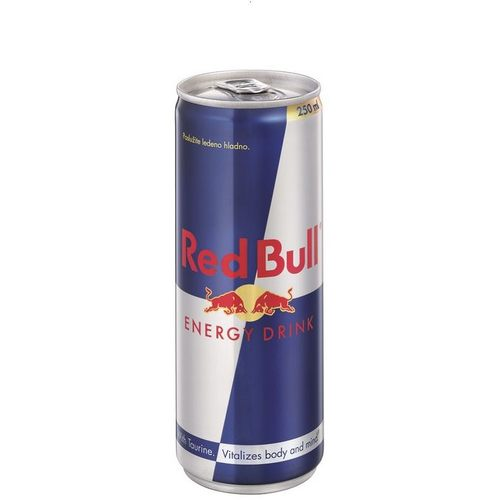 250 ml
Poslužite ledeno hladno.
Red Bull
ENERGY DRINK
Taurine. Vitalizes body and mind.